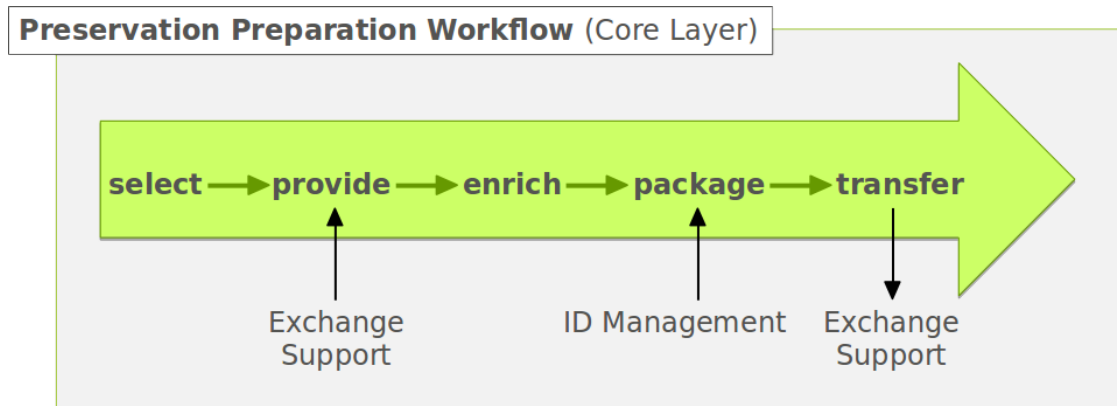 Preservation Preparation Workflow (Core Layer)
select provide enrich package transfer
Exchange Support
ID Management
Exchange Support